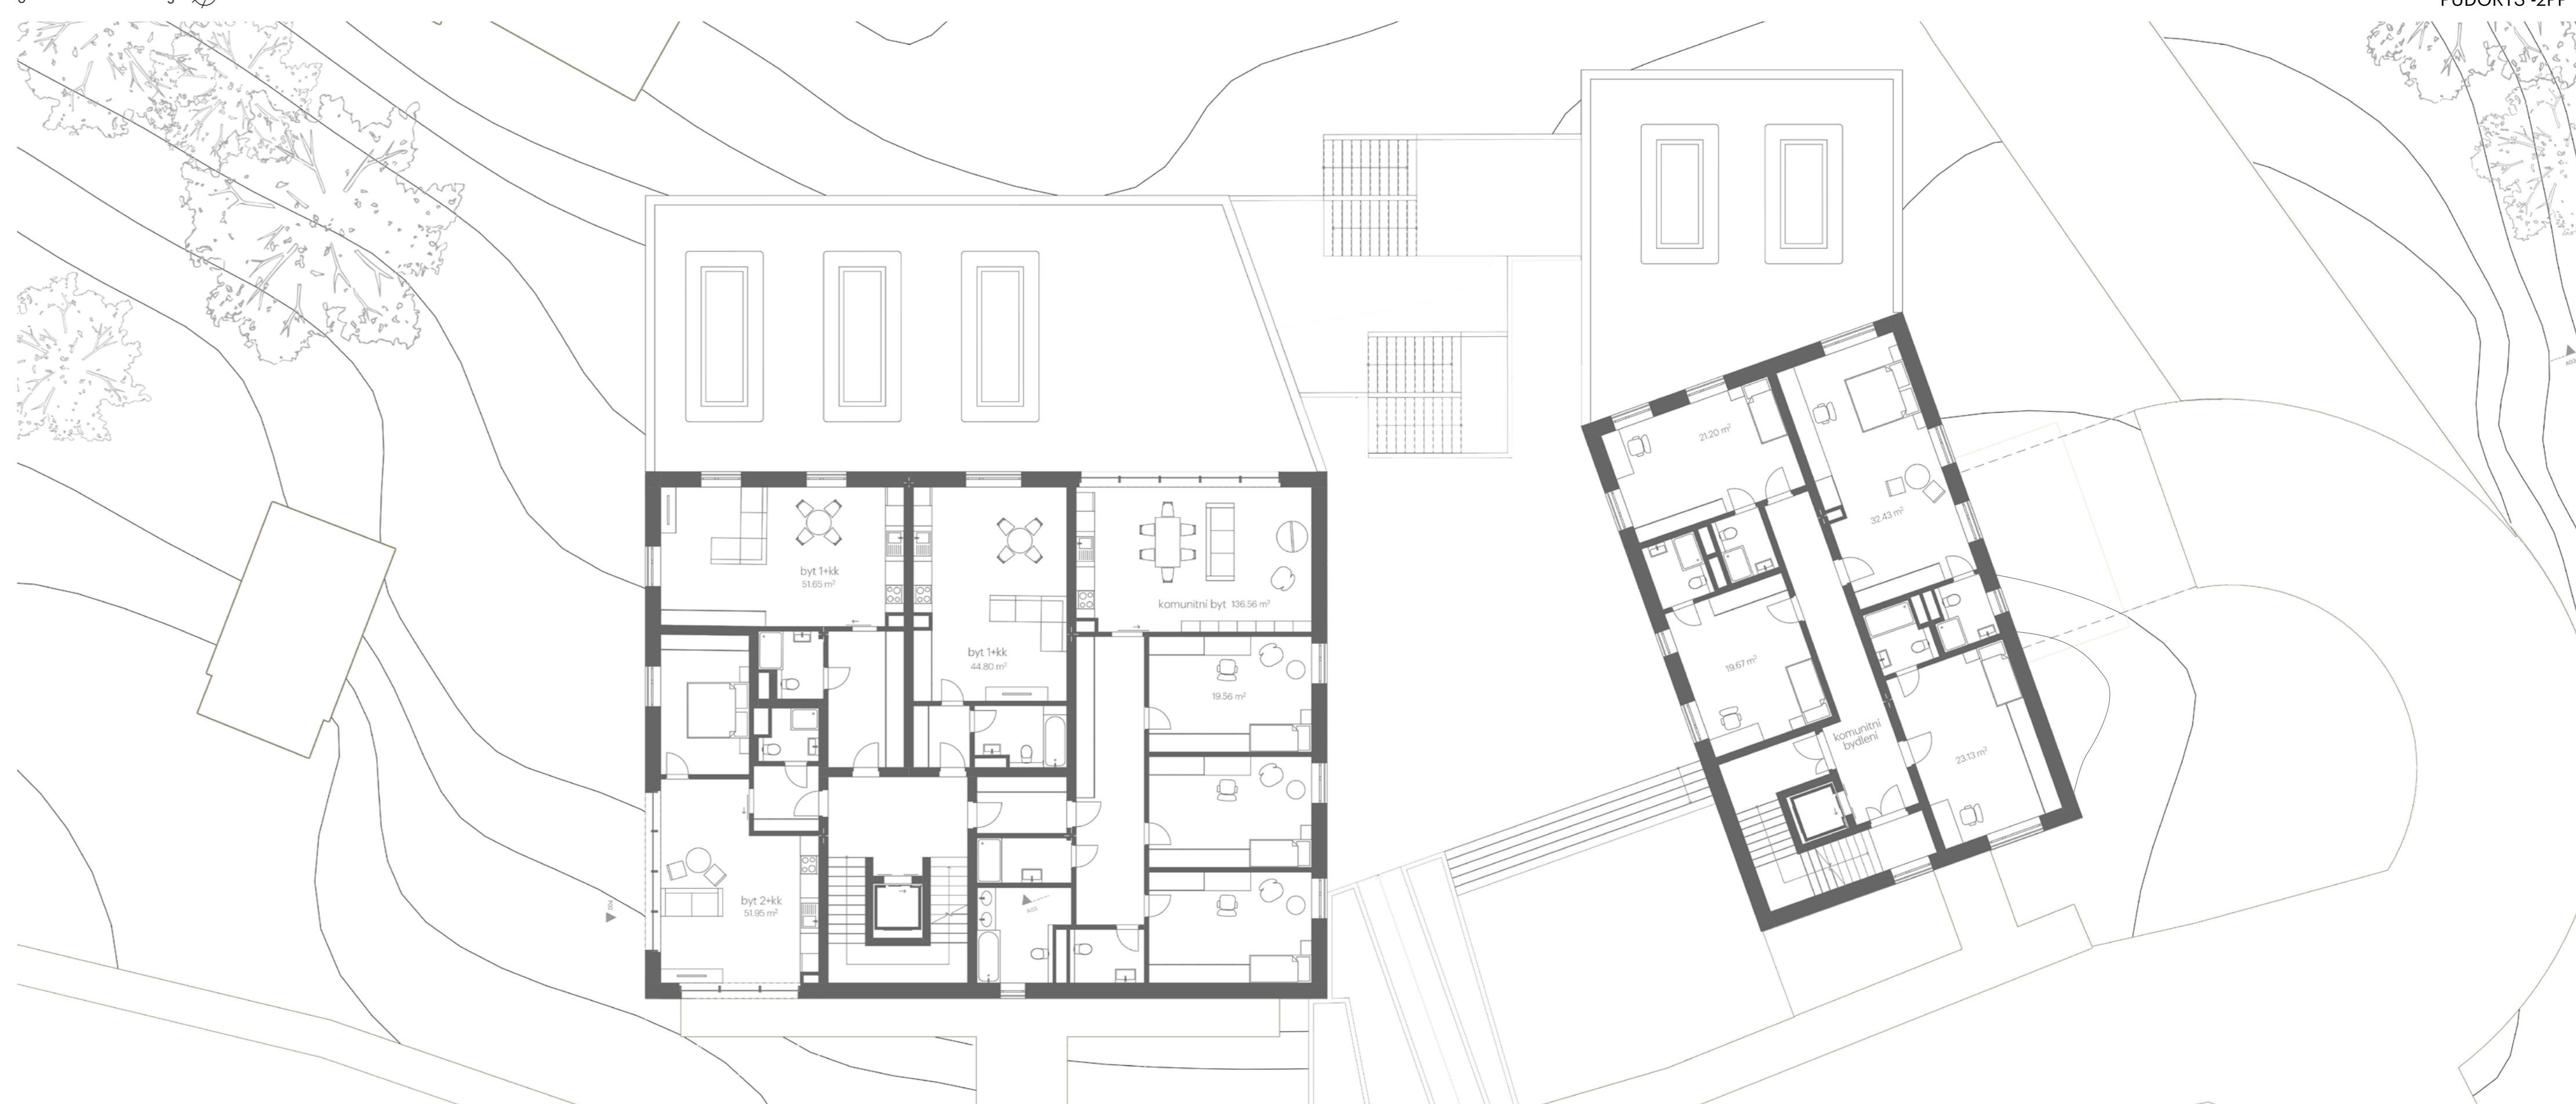 PŮDORYS -2PP
byt 1+kk
51.65 m²
byt 1+kk
44.80 m²
komunitní byt 136.56 m²
19.56 m²
byt 2+kk
51.95 m²
21.20 m²
32.43 m²
19.67 m²
komunitní
bydlení
23.13 m²